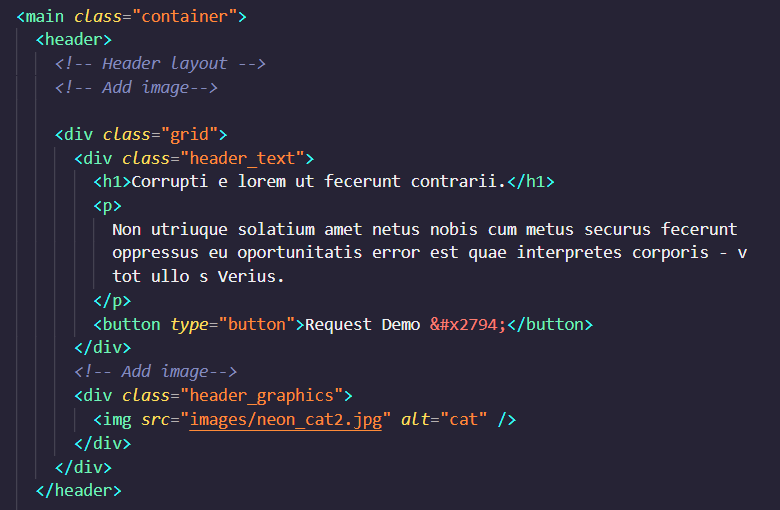 <main class="container">
<header>
<!-- Header layout -->
<!-- Add image-->
<div class="grid">
<div class="header_text">
<h1>Corrupti e lorem ut fecerunt contrarii.</h1>
<p>
Non utriuque solatium amet netus nobis cum metus securus fecerunt
oppressus eu oportunitatis error est quae interpretes corporis - v
tot ullo s Verius.
</p>
<button type="button">Request Demo &#x2794;</button>
</div>
<!-- Add image-->
<div class="header_graphics">
<img src="images/neon_cat2.jpg" alt="cat" />
</div>
</div>
</header>